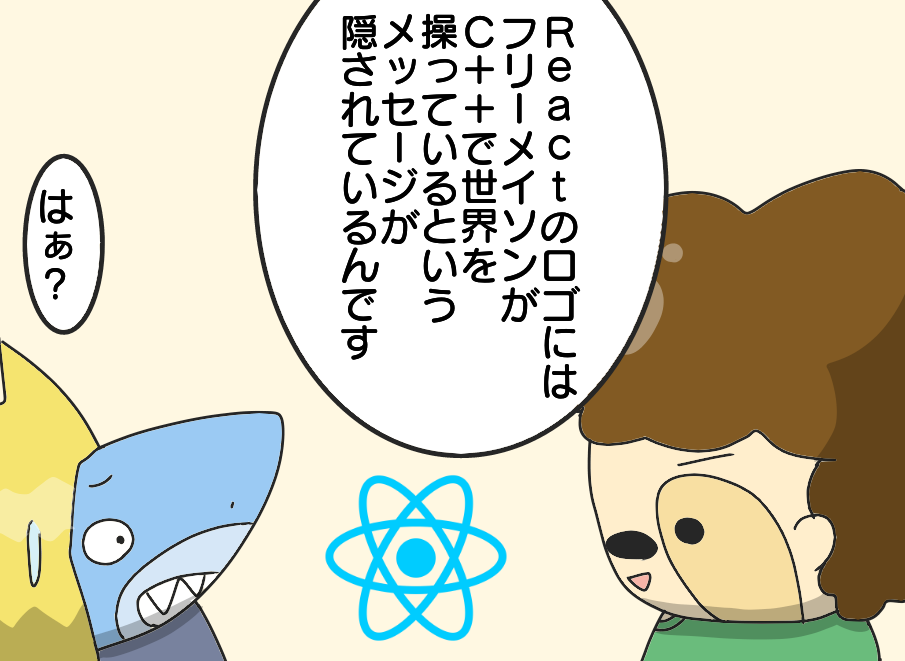 Reactのロゴには
フリーメイソンが
C++で世界を
操っているという
メッセージが
隠されているんです
はぁ?